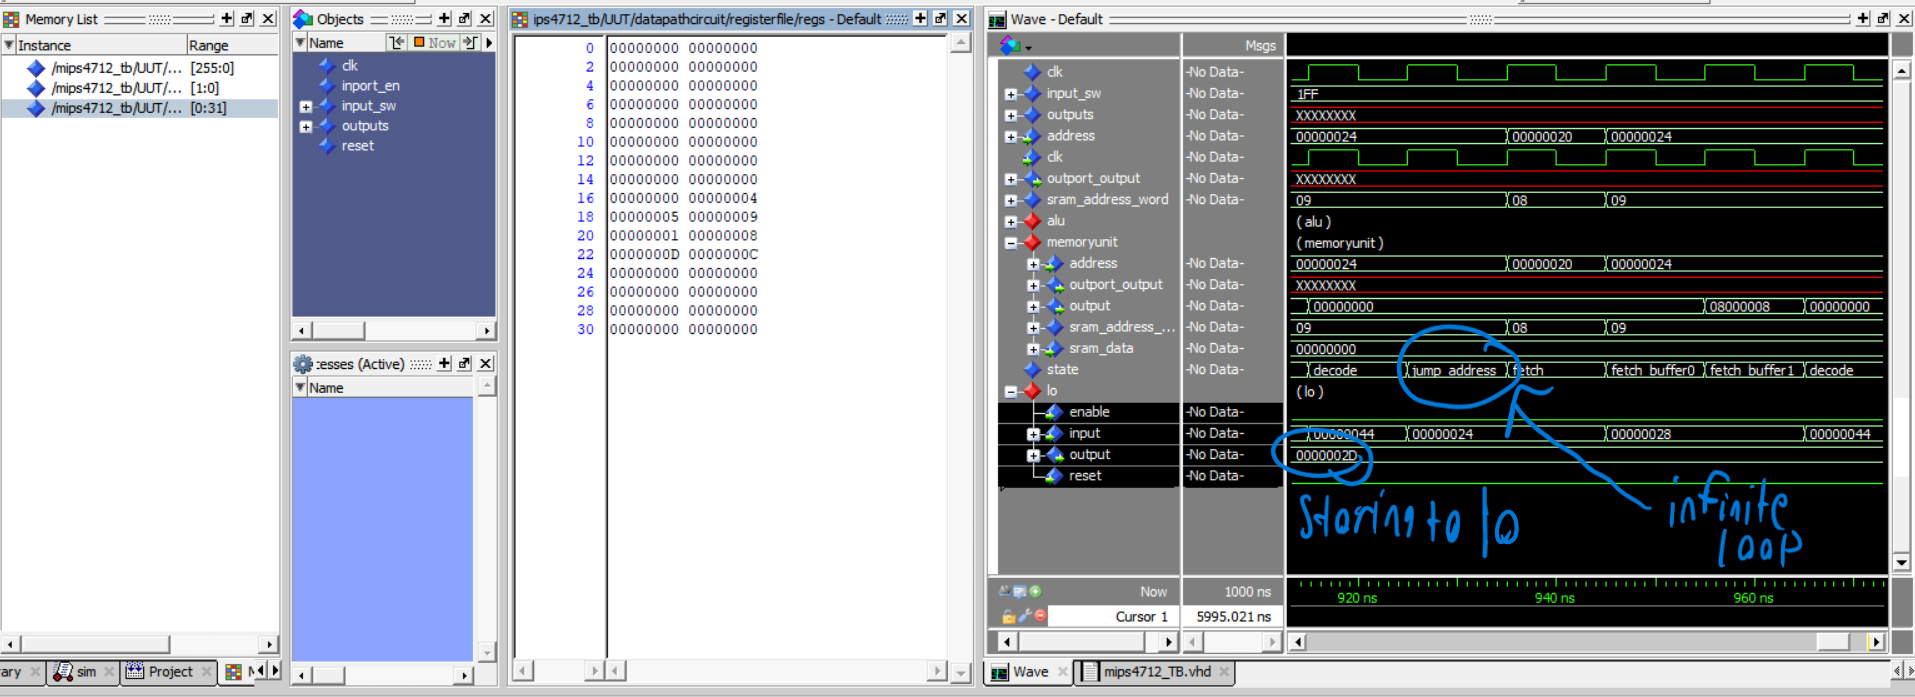 Memory List
Instance Range
/mips4712_tb/UUT/... [255:0]
/mips4712_tb/UUT/... [1:0]
/mips4712_tb/UUT/... [0:31]
ary sim Project M
Objects
Name Now
clk
inport_en
input_sw
outputs
reset
:esses (Active)
Name
ips4712_tb/UUT/datapathcircuit/registerfile/regs - Default
0 00000000 00000000
2 00000000 00000000
4 00000000 00000000
6 00000000 00000000
8 00000000 00000000
10 00000000 00000000
12 00000000 00000000
14 00000000 00000000
16 00000000 00000004
18 00000005 00000009
20 00000001 00000008
22 0000000D 0000000C
24 00000000 00000000
26 00000000 00000000
28 00000000 00000000
30 00000000 00000000
Wave - Default
Msgs
clk -No Data-
input_sw -No Data- 1FF
outputs -No Data- XXXXXXXX
address -No Data- 00000024 00000020 00000024
clk -No Data-
outport_output -No Data- XXXXXXXX
sram_address_word -No Data- 09 08 09
alu (alu)
memoryunit (memoryunit)
address -No Data- 00000024 00000020 00000024
outport_output -No Data- XXXXXXXX
output -No Data- 00000000 08000008 00000000
sram_address_... -No Data- 09 08 09
sram_data -No Data- 00000000
state -No Data- decode jump_address fetch fetch_buffer0 fetch_buffer1 decode
lo (lo)
enable -No Data-
input -No Data- 00000044 00000024 00000028 00000044
output -No Data- 0000002D
reset -No Data-
Storing to lo
infinite
loop
Now 1000 ns
920 ns 940 ns 960 ns
Cursor 1 5995.021 ns
Wave mips4712_TB.vhd